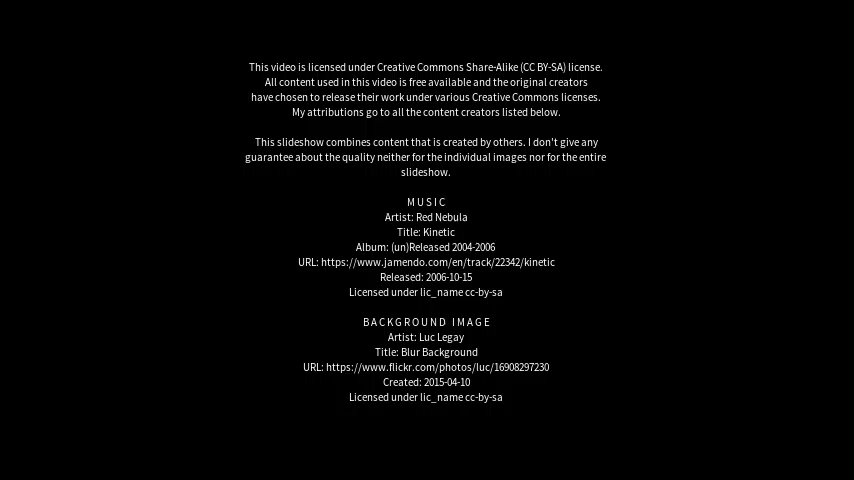 This video is licensed under Creative Commons Share-Alike (CC BY-SA) license.
All content used in this video is free available and the original creators
have chosen to release their work under various Creative Commons licenses.
My attributions go to all the content creators listed below.
This slideshow combines content that is created by others. I don't give any
guarantee about the quality neither for the individual images nor for the entire
slideshow.
MUSIC
Artist: Red Nebula
Title: Kinetic
Album: (un)Released 2004-2006
URL: https://www.jamendo.com/en/track/22342/kinetic
Released: 2006-10-15
Licensed under lic_name cc-by-sa
BACKGROUND IMAGE
Artist: Luc Legay
Title: Blur Background
URL: https://www.flickr.com/photos/luc/16908297230
Created: 2015-04-10
Licensed under lic_name cc-by-sa